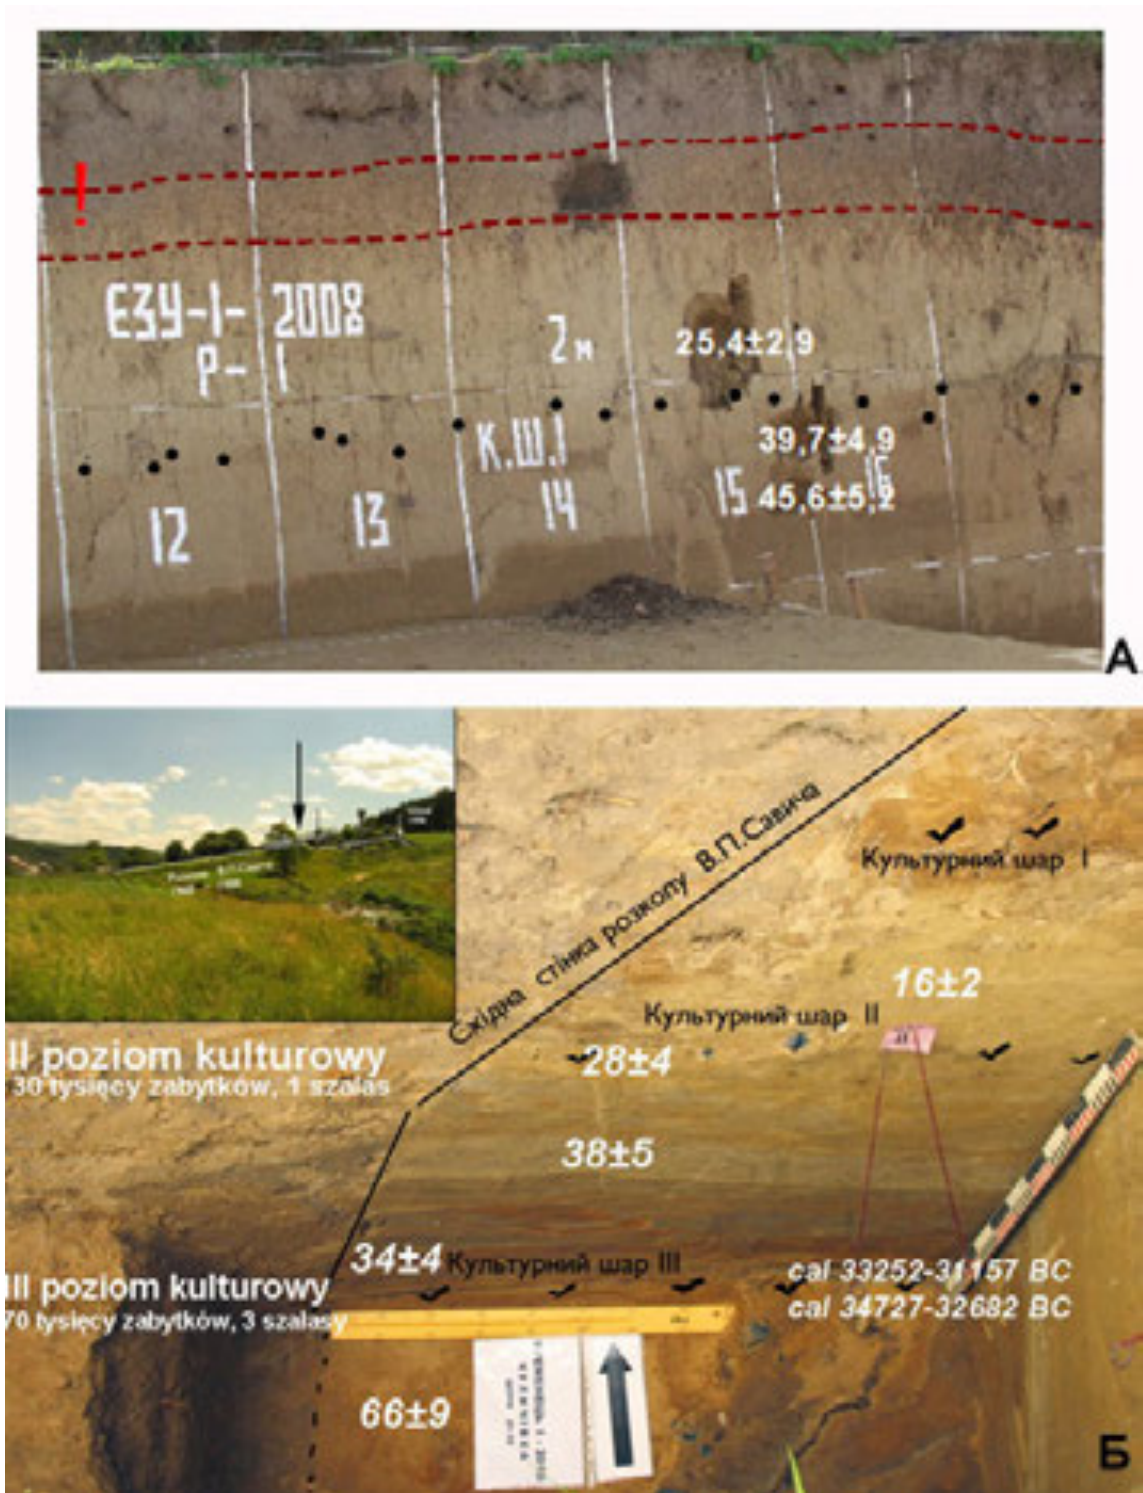 !
ЕЗУ-1-2008
Р-1
2м
25,4±2,9
К.Ш.I
39,7±4,9
12
13
14
15
16
45,6±5,2
А
Східна стінка розкопу В.П.Савича
Культурний шар I
16±2
Культурний шар II
II poziom kulturowy
30 tysięcy zabytków, 1 szalas
28±4
38±5
34±4
Культурний шар III
III poziom kulturowy
70 tysięcy zabytków, 3 szalasy
cal 33252-31157 BC
cal 34727-32682 BC
66±9
Б